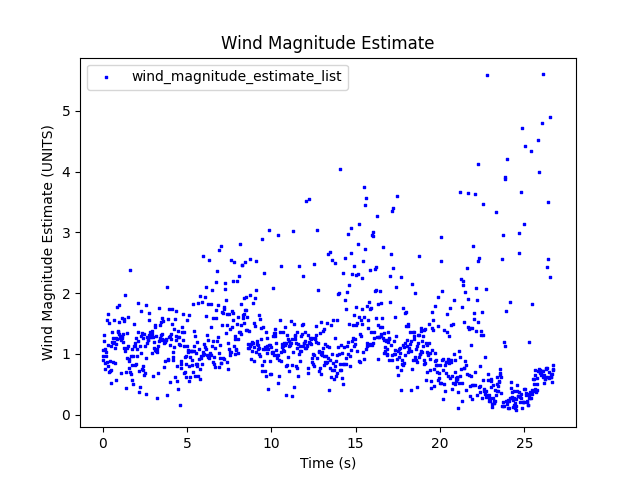 Wind Magnitude Estimate
wind_magnitude_estimate_list
Wind Magnitude Estimate (UNITS)
5
4
3
2
1
0
0 5 10 15 20 25
Time (s)